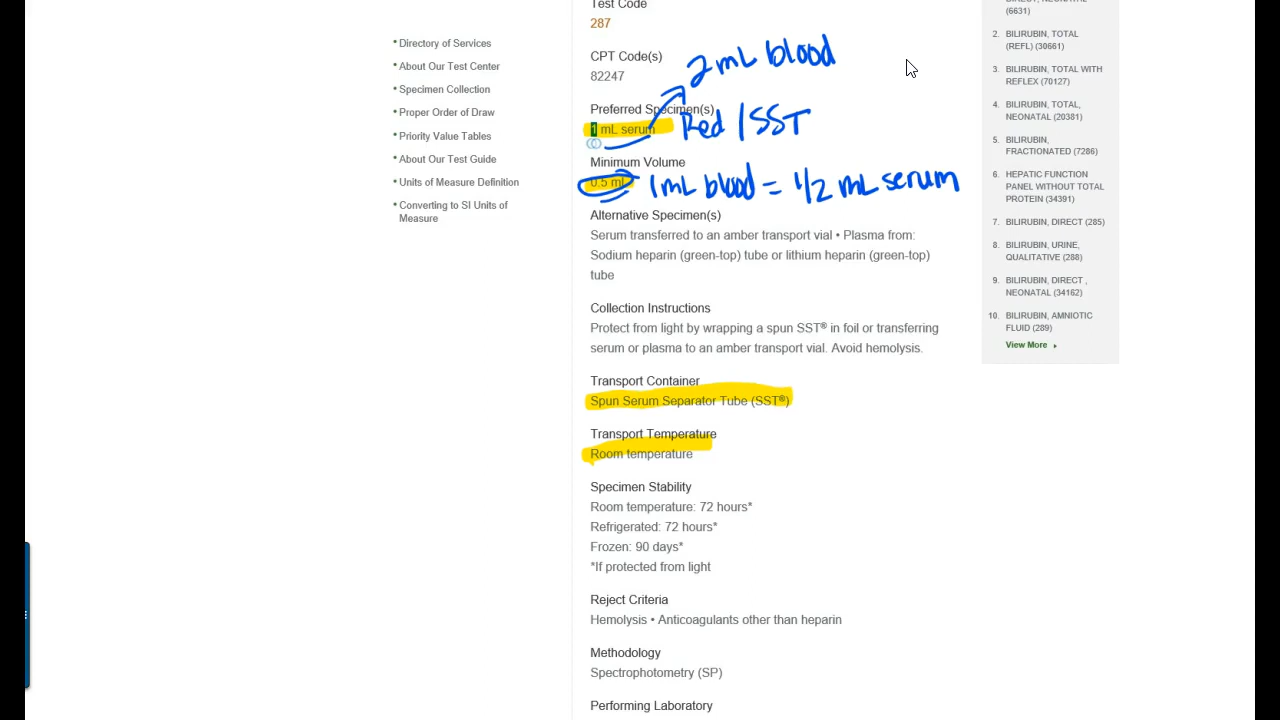 • Directory of Services
• About Our Test Center
• Specimen Collection
• Proper Order of Draw
• Priority Value Tables
• About Our Test Guide
• Units of Measure Definition
• Converting to SI Units of
Measure
Test Code
287
CPT Code(s)
82247
2 mL blood
Preferred Specimen(s)
1 mL serum
Red / SST
Minimum Volume
0.5 mL
1mL blood = 1/2 mL serum
Alternative Specimen(s)
Serum transferred to an amber transport vial • Plasma from:
Sodium heparin (green-top) tube or lithium heparin (green-top)
tube
Collection Instructions
Protect from light by wrapping a spun SST® in foil or transferring
serum or plasma to an amber transport vial. Avoid hemolysis.
Transport Container
Spun Serum Separator Tube (SST®)
Transport Temperature
Room temperature
Specimen Stability
Room temperature: 72 hours*
Refrigerated: 72 hours*
Frozen: 90 days*
*If protected from light
Reject Criteria
Hemolysis • Anticoagulants other than heparin
Methodology
Spectrophotometry (SP)
Performing Laboratory
DIRECT, NEONATAL
(6631)
2. BILIRUBIN, TOTAL
(REFL) (30661)
3. BILIRUBIN, TOTAL WITH
REFLEX (70127)
4. BILIRUBIN, TOTAL,
NEONATAL (20381)
5. BILIRUBIN,
FRACTIONATED (7286)
6. HEPATIC FUNCTION
PANEL WITHOUT TOTAL
PROTEIN (34391)
7. BILIRUBIN, DIRECT (285)
8. BILIRUBIN, URINE,
QUALITATIVE (288)
9. BILIRUBIN, DIRECT ,
NEONATAL (34162)
10. BILIRUBIN, AMNIOTIC
FLUID (289)
View More